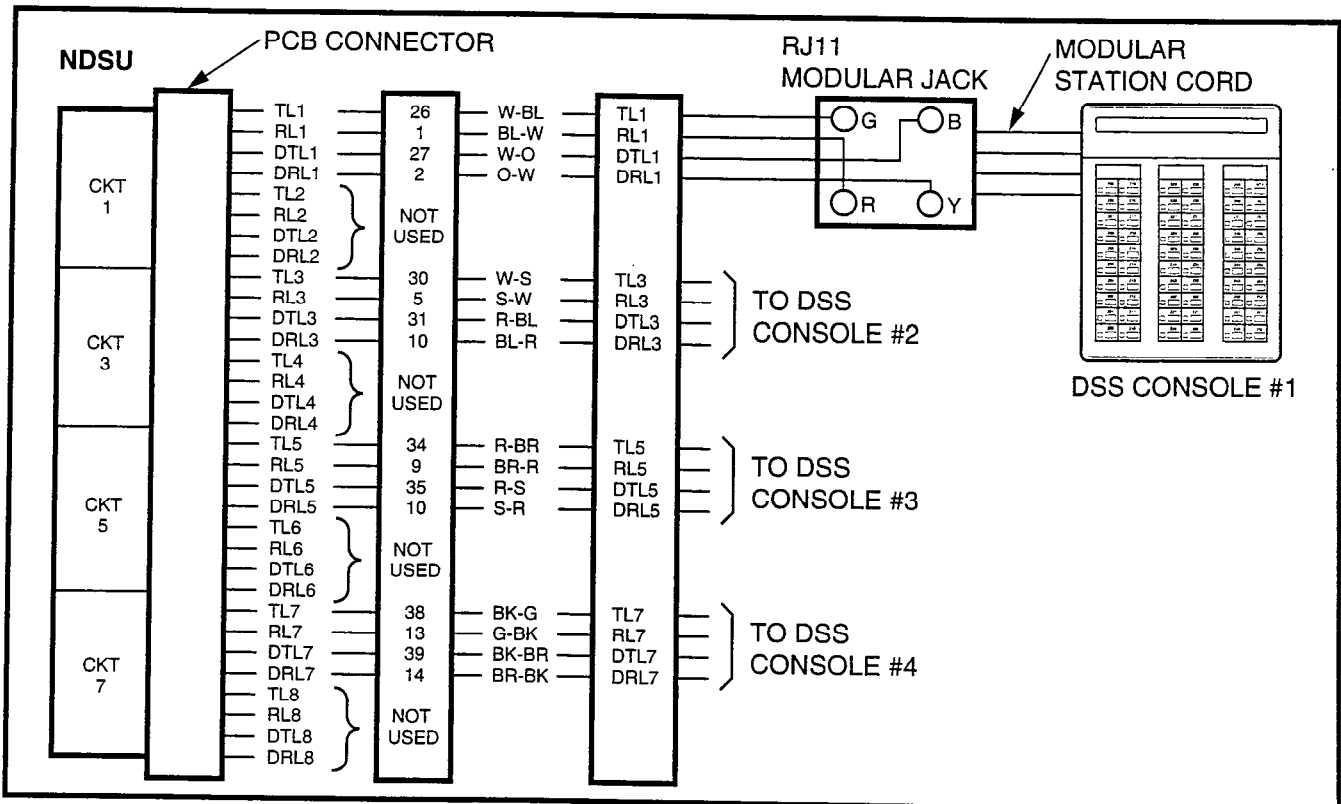 NDSU
PCB CONNECTOR
RJ11
MODULAR JACK
MODULAR
STATION CORD
TL1 26 W-BL TL1
RL1 1 BL-W RL1
DTL1 27 W-O DTL1
DRL1 2 O-W DRL1
G B
R Y
CKT
1
TL2
RL2
DTL2
DRL2
NOT
USED
TL3 30 W-S TL3
RL3 5 S-W RL3
DTL3 31 R-BL DTL3
DRL3 10 BL-R DRL3
TO DSS
CONSOLE #2
CKT
3
TL4
RL4
DTL4
DRL4
NOT
USED
DSS CONSOLE #1
TL5 34 R-BR TL5
RL5 9 BR-R RL5
DTL5 35 R-S DTL5
DRL5 10 S-R DRL5
TO DSS
CONSOLE #3
CKT
5
TL6
RL6
DTL6
DRL6
NOT
USED
TL7 38 BK-G TL7
RL7 13 G-BK RL7
DTL7 39 BK-BR DTL7
DRL7 14 BR-BK DRL7
TO DSS
CONSOLE #4
CKT
7
TL8
RL8
DTL8
DRL8
NOT
USED